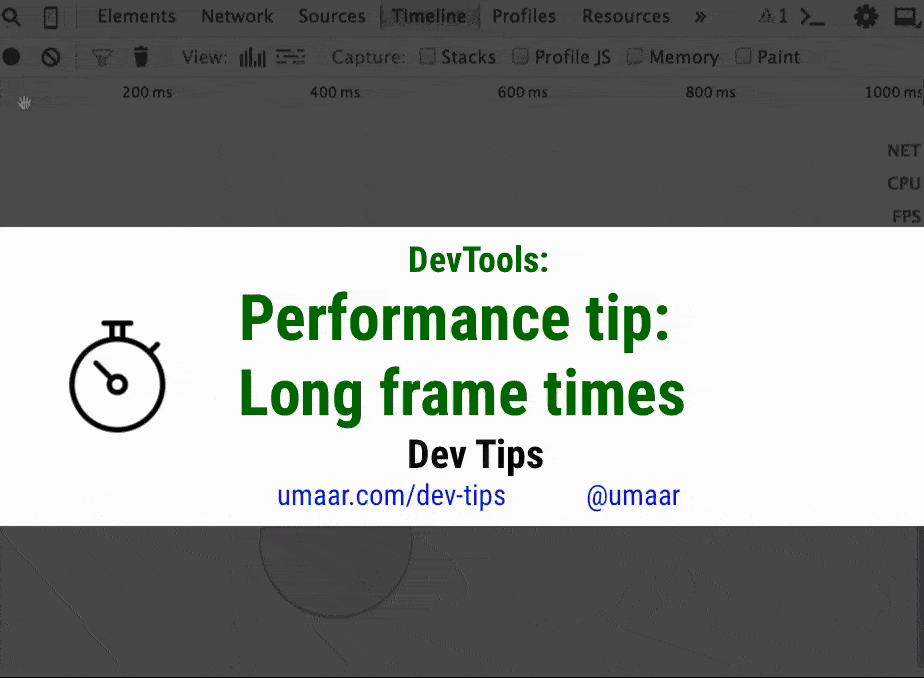 Elements Network Sources Timeline Profiles Resources » 1
View: Capture: Stacks Profile JS Memory Paint
200 ms 400 ms 600 ms 800 ms 1000 ms
NET
CPU
FPS
DevTools:
Performance tip:
Long frame times
Dev Tips
umaar.com/dev-tips @umaar